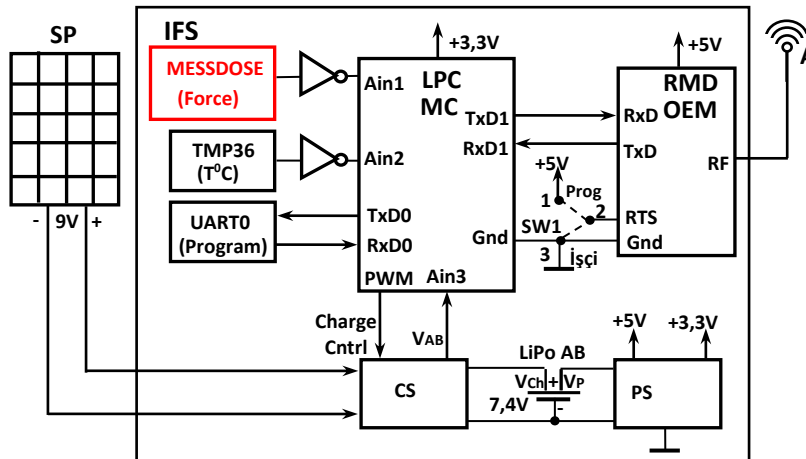 SP
IFS
MESSDOSE
(Force)
TMP36
(T⁰C)
UART0
(Program)
- 9V +
+3,3V
LPC
MC
Ain1
Ain2
TxD0
RxD0
PWM
Ain3
TxD1
RxD1
Gnd
+5V
RMD
OEM
RxD
TxD
RF
RTS
Gnd
A
+5V
1
Prog
2
SW1
3
İşçi
Charge
Cntrl
VAB
CS
LiPo AB
VCh + VP
7,4V
-
+5V
+3,3V
PS